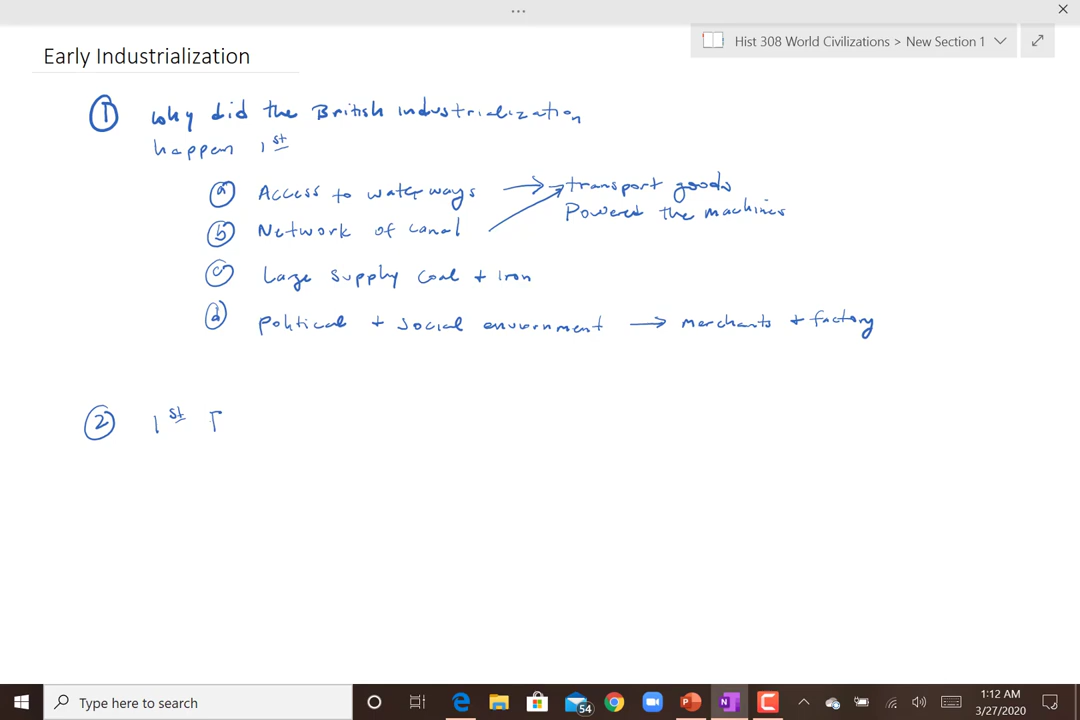 Early Industrialization
Hist 308 World Civilizations > New Section 1
① Why did the British industrialization
happen 1st
ⓐ Access to waterways → transport goods
Powered the machines
ⓑ Network of canal
ⓒ Large supply coal + iron
ⓓ Political + social environment → merchants + factory
② 1st
Type here to search
54
1:12 AM
3/27/2020